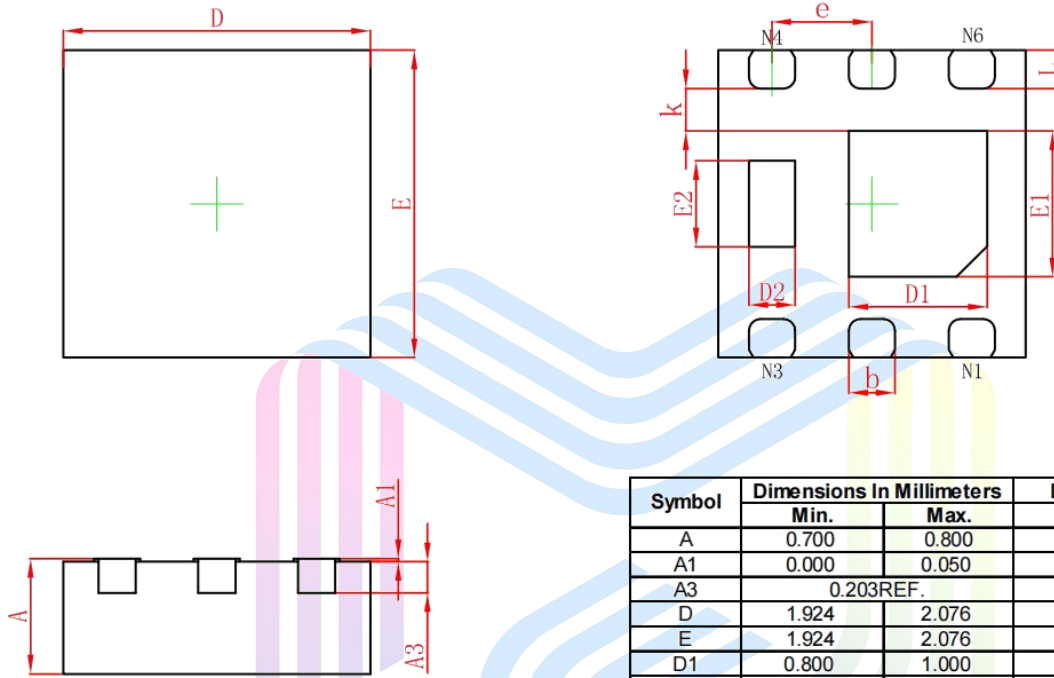 D
E
e
N4
N6
L
k
E2
E1
D2
D1
b
N3
N1
A1
A
A3
Symbol Dimensions In Millimeters
Min. Max.
A 0.700 0.800
A1 0.000 0.050
A3 0.203REF.
D 1.924 2.076
E 1.924 2.076
D1 0.800 1.000